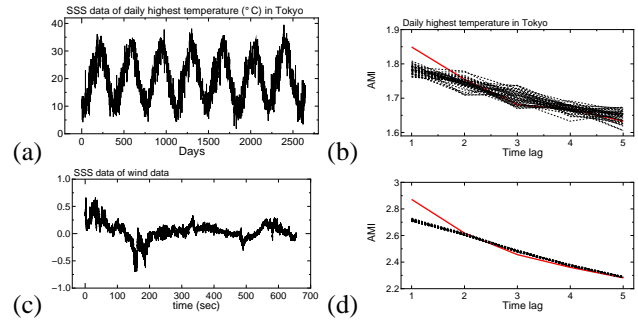 SSS data of daily highest temperature (°C) in Tokyo
40
30
20
10
0
0 500 1000 1500 2000 2500
Days
(a)
Daily highest temperature in Tokyo
AMI
1.9
1.8
1.7
1.6
1 2 3 4 5
Time lag
(b)
SSS data of wind data
1.0
0.5
0.0
-0.5
-1.0
0 100 200 300 400 500 600 700
time (sec)
(c)
AMI
3
2.8
2.6
2.4
2.2
1 2 3 4 5
Time lag
(d)